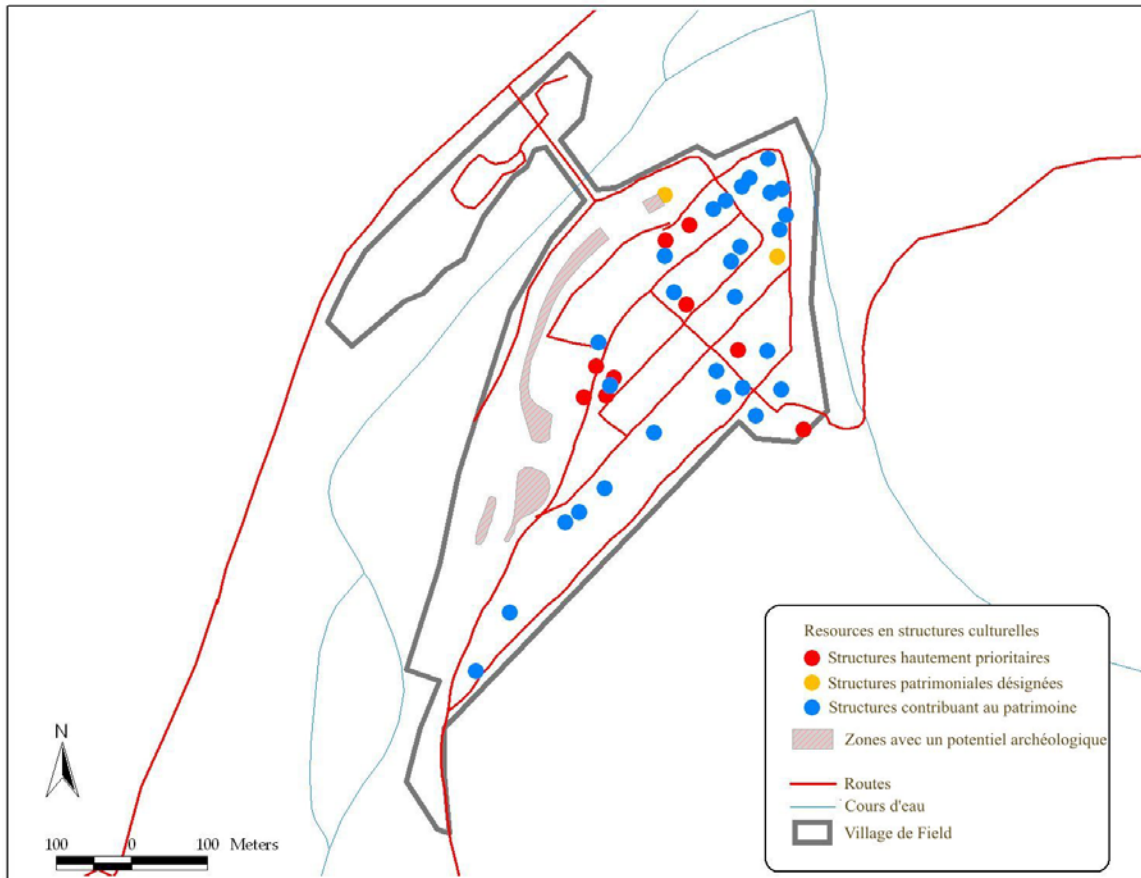 Resources en structures culturelles
Structures hautement prioritaires
Structures patrimoniales désignées
Structures contribuant au patrimoine
Zones avec un potentiel archéologique
Routes
Cours d'eau
Village de Field
N
100 0 100 Meters